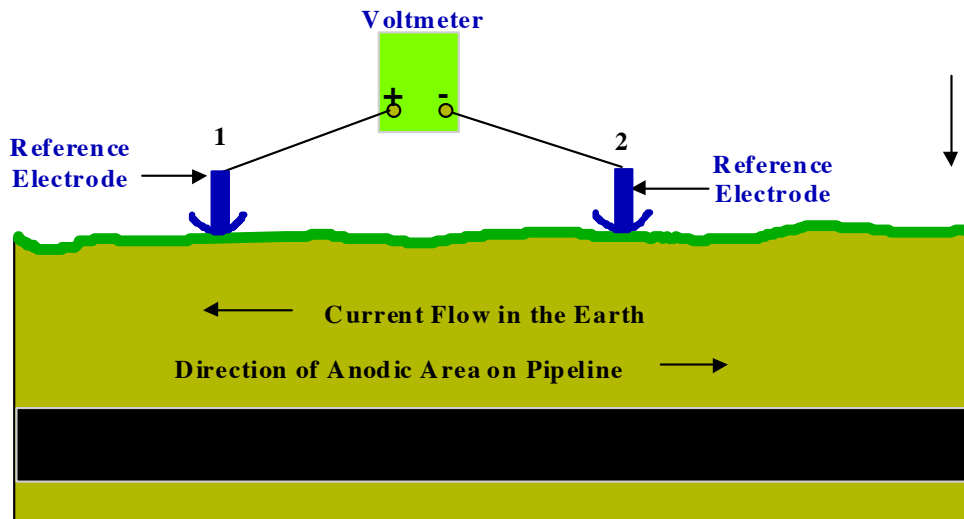 Voltmeter
+ -
1
2
Reference
Electrode
Reference
Electrode
Current Flow in the Earth
Direction of Anodic Area on Pipeline